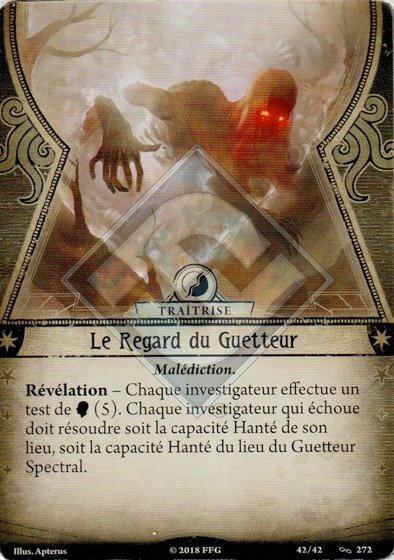 TRAÎTRISE
Le Regard du Guetteur
Malédiction.
Révélation – Chaque investigateur effectue un
test de (5). Chaque investigateur qui échoue
doit résoudre soit la capacité Hanté de son
lieu, soit la capacité Hanté du lieu du Guetteur
Spectral.
Illus. Apterus © 2018 FFG 42/42 272